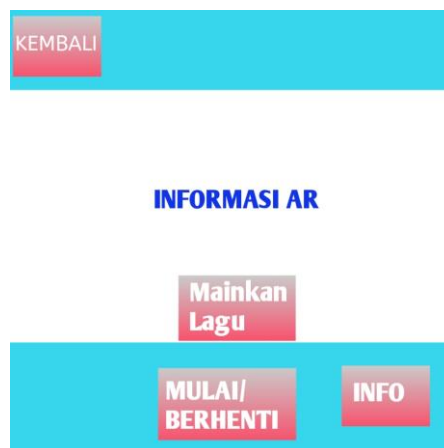 KEMBALI
INFORMASI AR
Mainkan
Lagu
MULAI/
BERHENTI
INFO